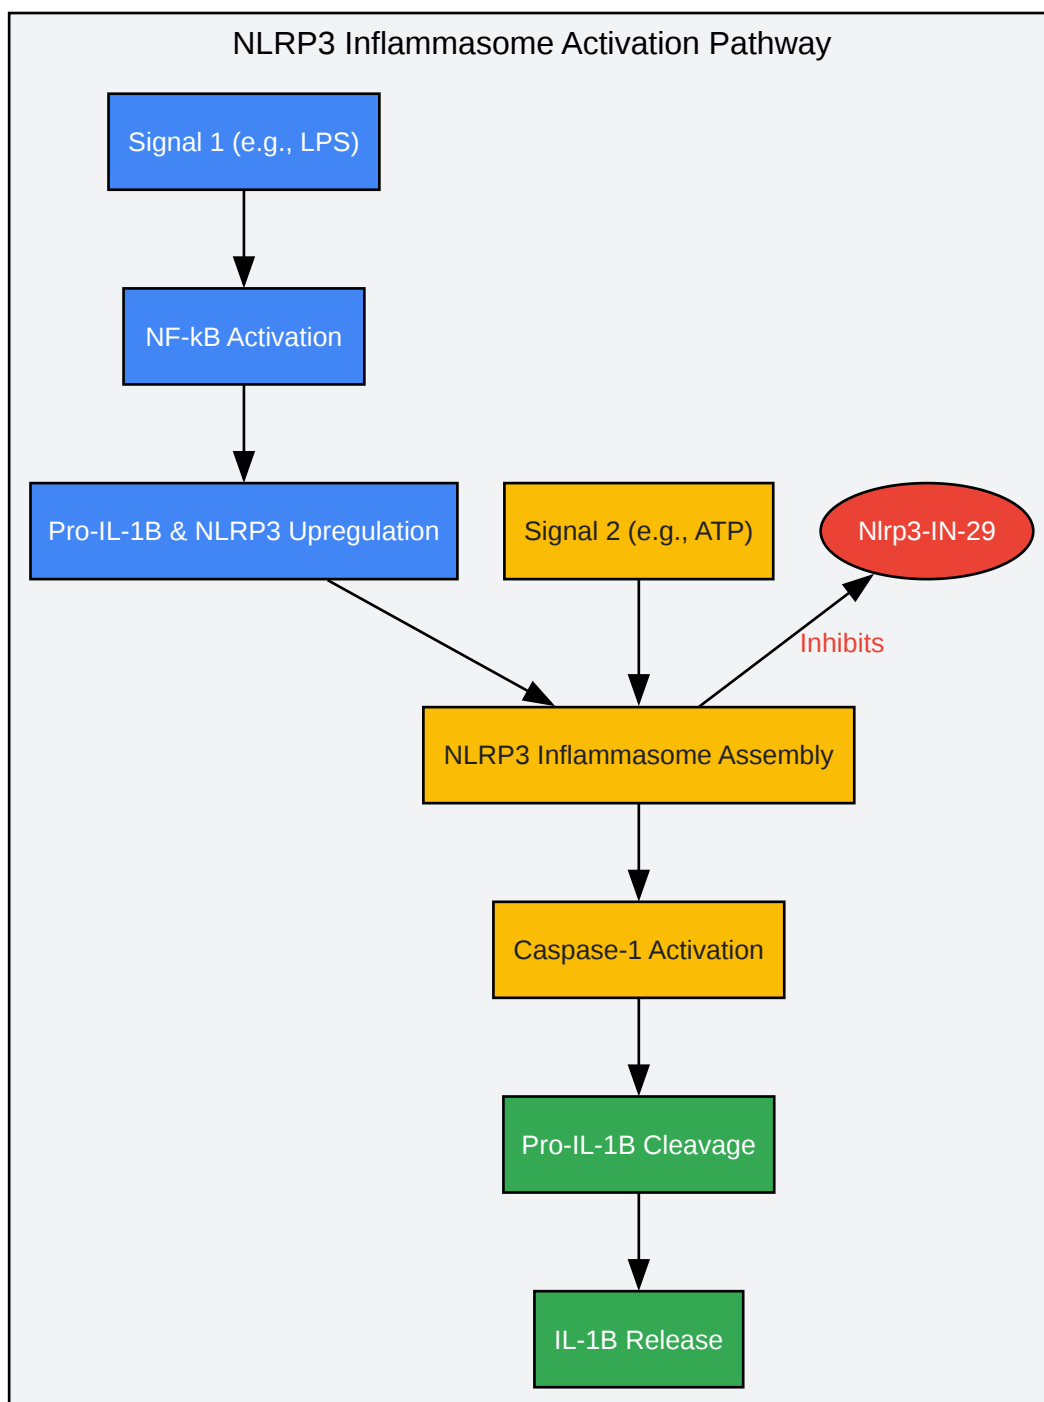 NLRP3 Inflammasome Activation Pathway
Signal 1 (e.g., LPS)
NF-kB Activation
Pro-IL-1B & NLRP3 Upregulation
Signal 2 (e.g., ATP)
Nlrp3-IN-29
Inhibits
NLRP3 Inflammasome Assembly
Caspase-1 Activation
Pro-IL-1B Cleavage
IL-1B Release